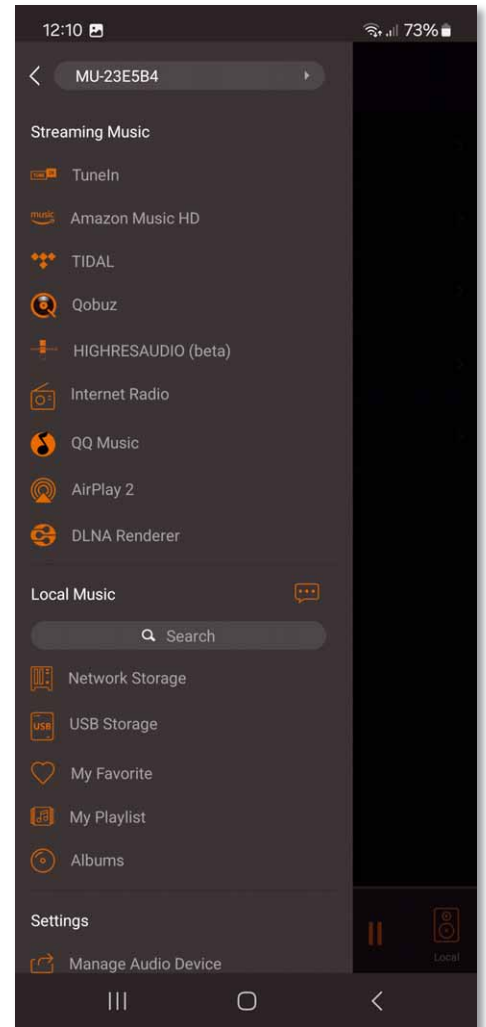 12:10
73%
MU-23E5B4
Streaming Music
TuneIn
music
Amazon Music HD
TIDAL
Qobuz
HIGHRESAUDIO (beta)
Internet Radio
QQ Music
AirPlay 2
DLNA Renderer
Local Music
Search
Network Storage
USB
USB Storage
My Favorite
My Playlist
Albums
Settings
Manage Audio Device
Local